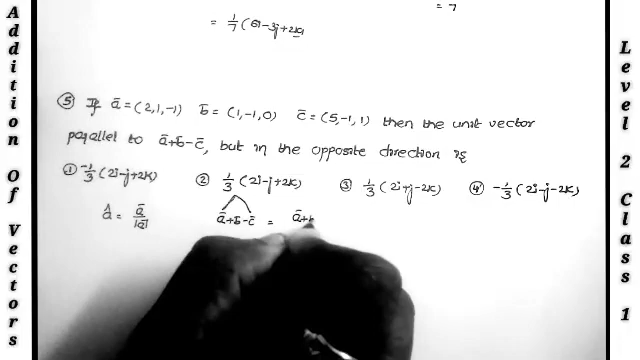 = 7
= 1/7 (6i - 3j + 2k)
⑤ If ā = (2, 1, -1) b̄ = (1, -1, 0) c̄ = (5, -1, 1) then the unit vector
parallel to ā+b̄-c̄, but in the opposite direction is
① -1/3 (2i-j+2k) ② 1/3 (2i-j+2k) ③ 1/3 (2i+j-2k) ④ -1/3 (2i-j-2k)
â = ā/|ā| ā+b̄-c̄ = ā+b
Addition Of Vectors
Level 2 Class 1